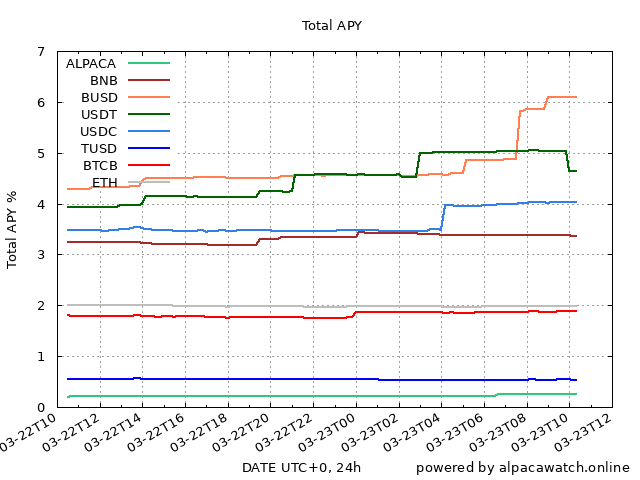 Total APY
7
6
5
4
3
2
1
0
Total APY %
ALPACA
BNB
BUSD
USDT
USDC
TUSD
BTCB
ETH
03-22T10
03-22T12
03-22T14
03-22T16
03-22T18
03-22T20
03-22T22
03-23T00
03-23T02
03-23T04
03-23T06
03-23T08
03-23T10
03-23T12
DATE UTC+0, 24h
powered by alpacawatch.online